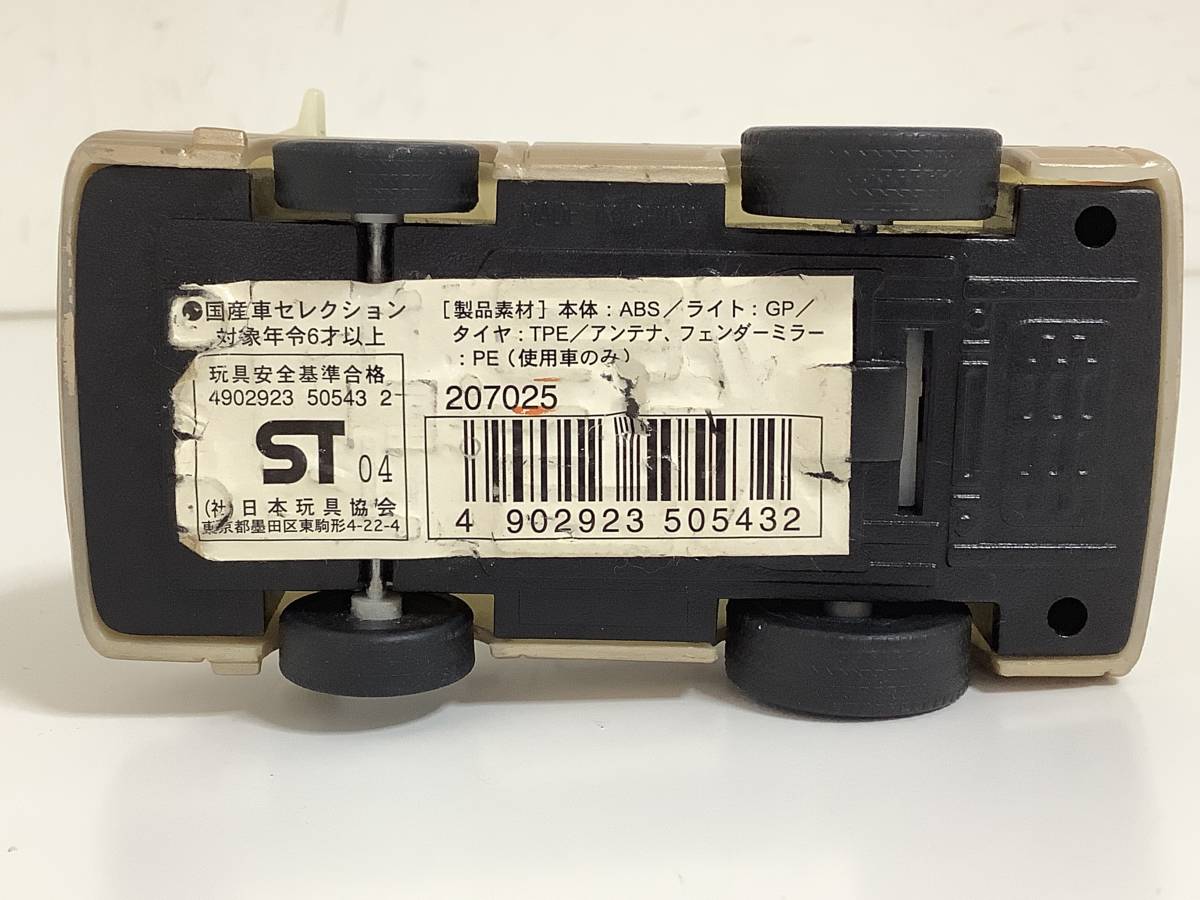 MADE IN CHINA
国産車セレクション
対象年令6才以上
玩具安全基準合格
4902923 50543 2
ST 04
(社)日本玩具協会
東京都墨田区東駒形4-22-4
[製品素材] 本体：ABS／ライト：GP／
タイヤ：TPE／アンテナ、フェンダーミラー
：PE(使用車のみ)
207025
4 902923 505432